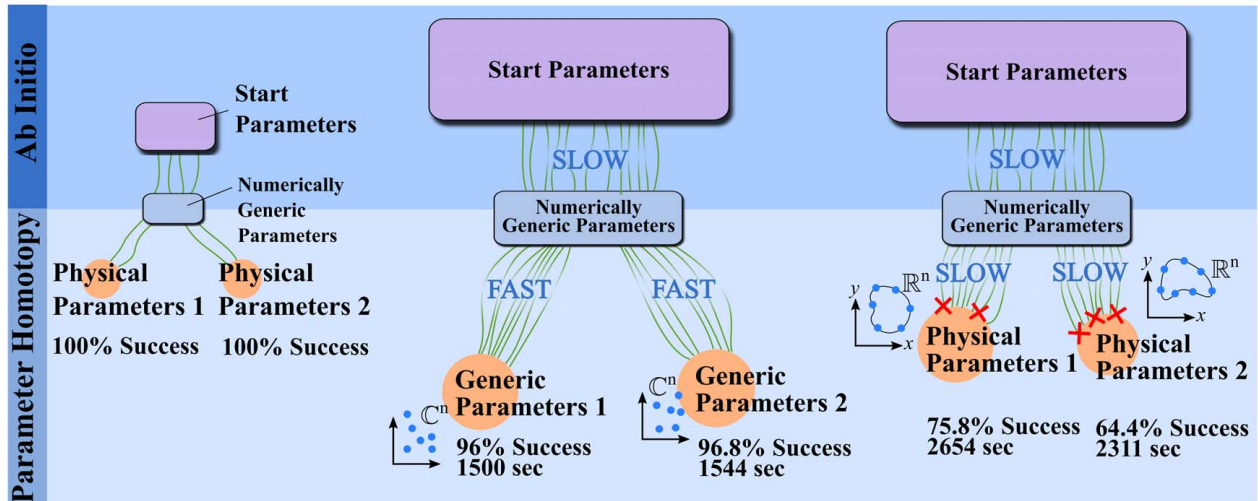 Ab Initio
Parameter Homotopy
Start
Parameters
Numerically
Generic
Parameters
Physical
Parameters 1
100% Success
Physical
Parameters 2
100% Success
Start Parameters
SLOW
Numerically
Generic Parameters
FAST
FAST
ℂⁿ
Generic
Parameters 1
96% Success
1500 sec
ℂⁿ
Generic
Parameters 2
96.8% Success
1544 sec
Start Parameters
SLOW
Numerically
Generic Parameters
SLOW
SLOW
y
ℝⁿ
x
y
ℝⁿ
x
Physical
Parameters 1
75.8% Success
2654 sec
Physical
Parameters 2
64.4% Success
2311 sec